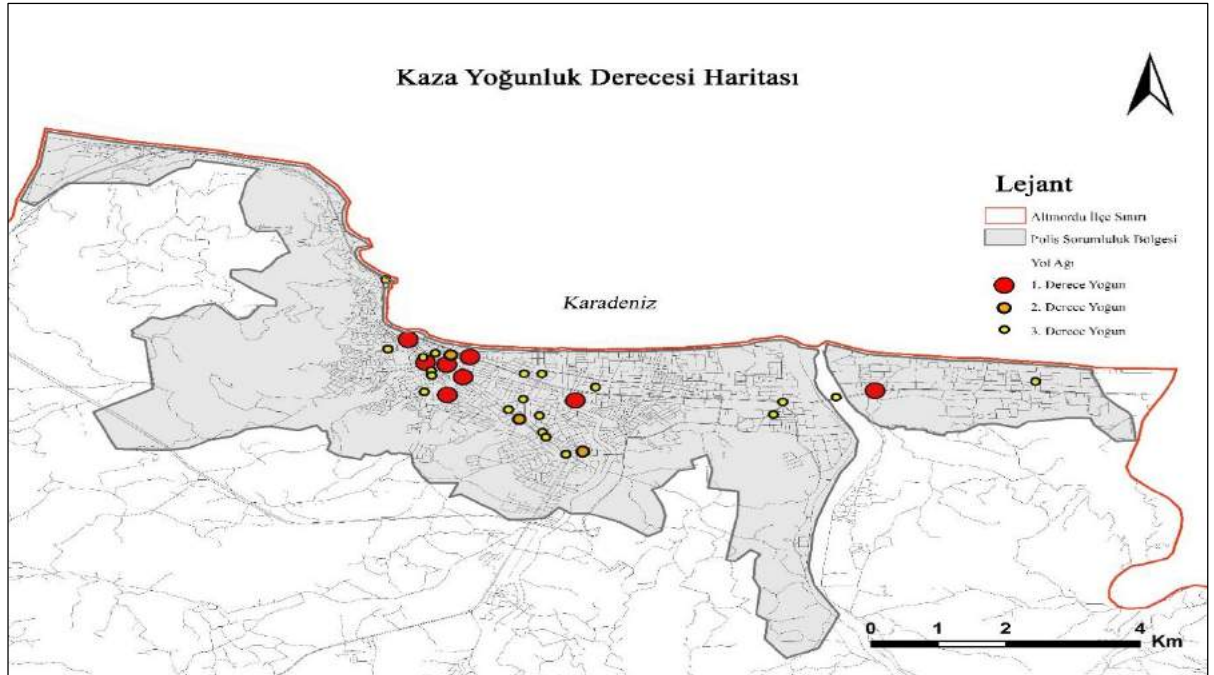 Kaza Yoğunluk Derecesi Haritası
Lejant
Altınordu İlçe Sınırı
Polis Sorumluluk Bölgesi
Yol Ağı
1. Derece Yoğun
2. Derece Yoğun
3. Derece Yoğun
Karadeniz
0 1 2 4
Km